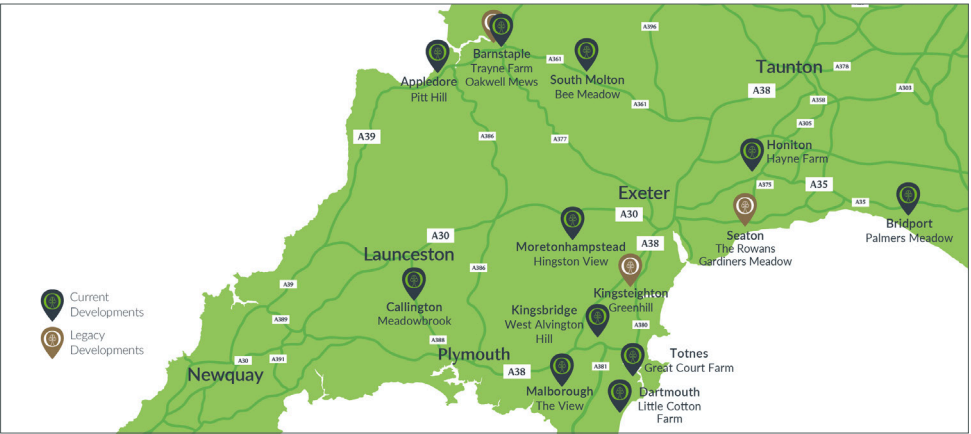 A396
Barnstaple
Trayne Farm
Oakwell Mews
A361
South Molton
Bee Meadow
Appledore
Pitt Hill
A361
Taunton
A378
A38
A358
A303
A305
A39
A386
A377
Honiton
Hayne Farm
A375
A35
A35
Bridport
Palmers Meadow
Exeter
A30
A38
Seaton
The Rowans
Gardiners Meadow
Moretonhampstead
Hingston View
A30
Launceston
A386
Callington
Meadowbrook
Kingsteighton
Greenhill
Kingsbridge
West Alvington
Hill
A380
A39
A389
A30
A391
Newquay
A388
Plymouth
A38
A381
Totnes
Great Court Farm
Malborough
The View
Dartmouth
Little Cotton
Farm
Current
Developments
Legacy
Developments